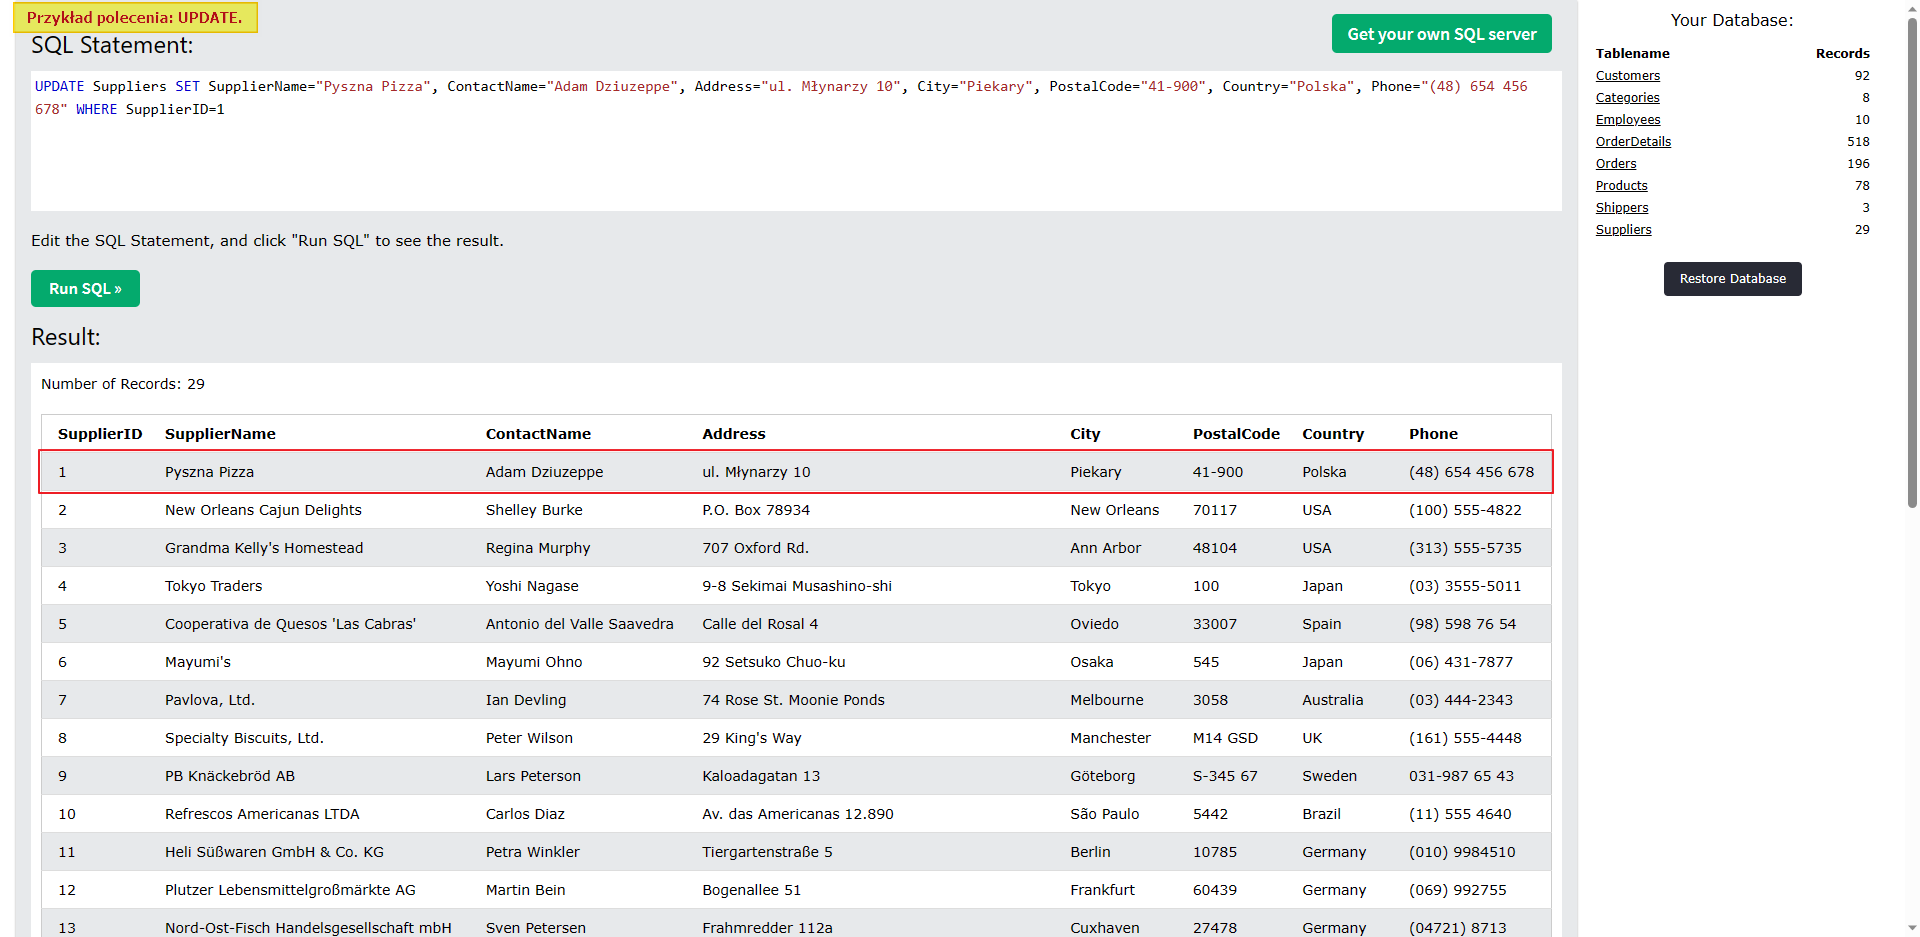 Przykład polecenia: UPDATE.
SQL Statement:
Get your own SQL server
UPDATE Suppliers SET SupplierName="Pyszna Pizza", ContactName="Adam Dziuzeppe", Address="ul. Młynarzy 10", City="Piekary", PostalCode="41-900", Country="Polska", Phone="(48) 654 456
678" WHERE SupplierID=1
Edit the SQL Statement, and click "Run SQL" to see the result.
Run SQL »
Result:
Number of Records: 29
SupplierID SupplierName ContactName Address City PostalCode Country Phone
1 Pyszna Pizza Adam Dziuzeppe ul. Młynarzy 10 Piekary 41-900 Polska (48) 654 456 678
2 New Orleans Cajun Delights Shelley Burke P.O. Box 78934 New Orleans 70117 USA (100) 555-4822
3 Grandma Kelly's Homestead Regina Murphy 707 Oxford Rd. Ann Arbor 48104 USA (313) 555-5735
4 Tokyo Traders Yoshi Nagase 9-8 Sekimai Musashino-shi Tokyo 100 Japan (03) 3555-5011
5 Cooperativa de Quesos 'Las Cabras' Antonio del Valle Saavedra Calle del Rosal 4 Oviedo 33007 Spain (98) 598 76 54
6 Mayumi's Mayumi Ohno 92 Setsuko Chuo-ku Osaka 545 Japan (06) 431-7877
7 Pavlova, Ltd. Ian Devling 74 Rose St. Moonie Ponds Melbourne 3058 Australia (03) 444-2343
8 Specialty Biscuits, Ltd. Peter Wilson 29 King's Way Manchester M14 GSD UK (161) 555-4448
9 PB Knäckebröd AB Lars Peterson Kaloadagatan 13 Göteborg S-345 67 Sweden 031-987 65 43
10 Refrescos Americanas LTDA Carlos Diaz Av. das Americanas 12.890 São Paulo 5442 Brazil (11) 555 4640
11 Heli Süßwaren GmbH & Co. KG Petra Winkler Tiergartenstraße 5 Berlin 10785 Germany (010) 9984510
12 Plutzer Lebensmittelgroßmärkte AG Martin Bein Bogenallee 51 Frankfurt 60439 Germany (069) 992755
13 Nord-Ost-Fisch Handelsgesellschaft mbH Sven Petersen Frahmredder 112a Cuxhaven 27478 Germany (04721) 8713
Your Database:
Tablename Records
Customers 92
Categories 8
Employees 10
OrderDetails 518
Orders 196
Products 78
Shippers 3
Suppliers 29
Restore Database